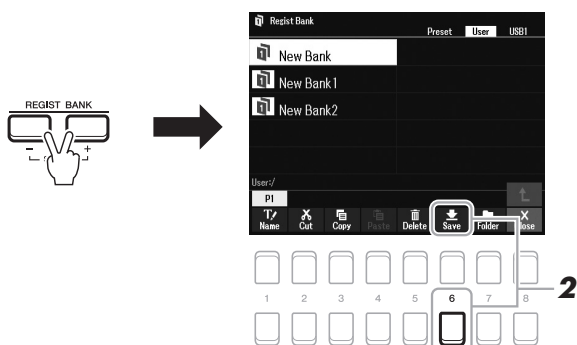 Regist Bank
Preset User USB1
New Bank
New Bank1
New Bank2
REGIST BANK
- +
User:/
P1
Name Cut Copy Paste Delete Save Folder Close
1 2 3 4 5 6 7 8
2